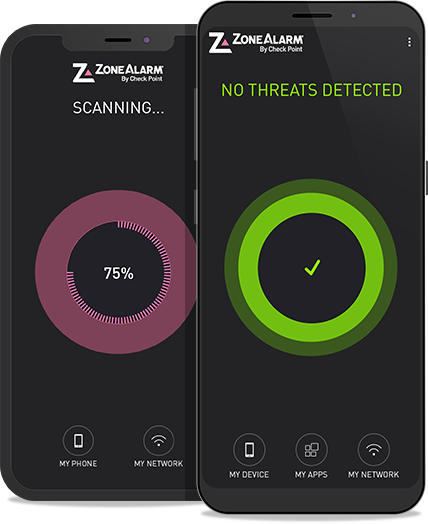 ZONEALARM
By Check Point
SCANNING...
75%
MY PHONE
MY NETWORK
ZONEALARM
By Check Point
NO THREATS DETECTED
MY DEVICE
MY APPS
MY NETWORK